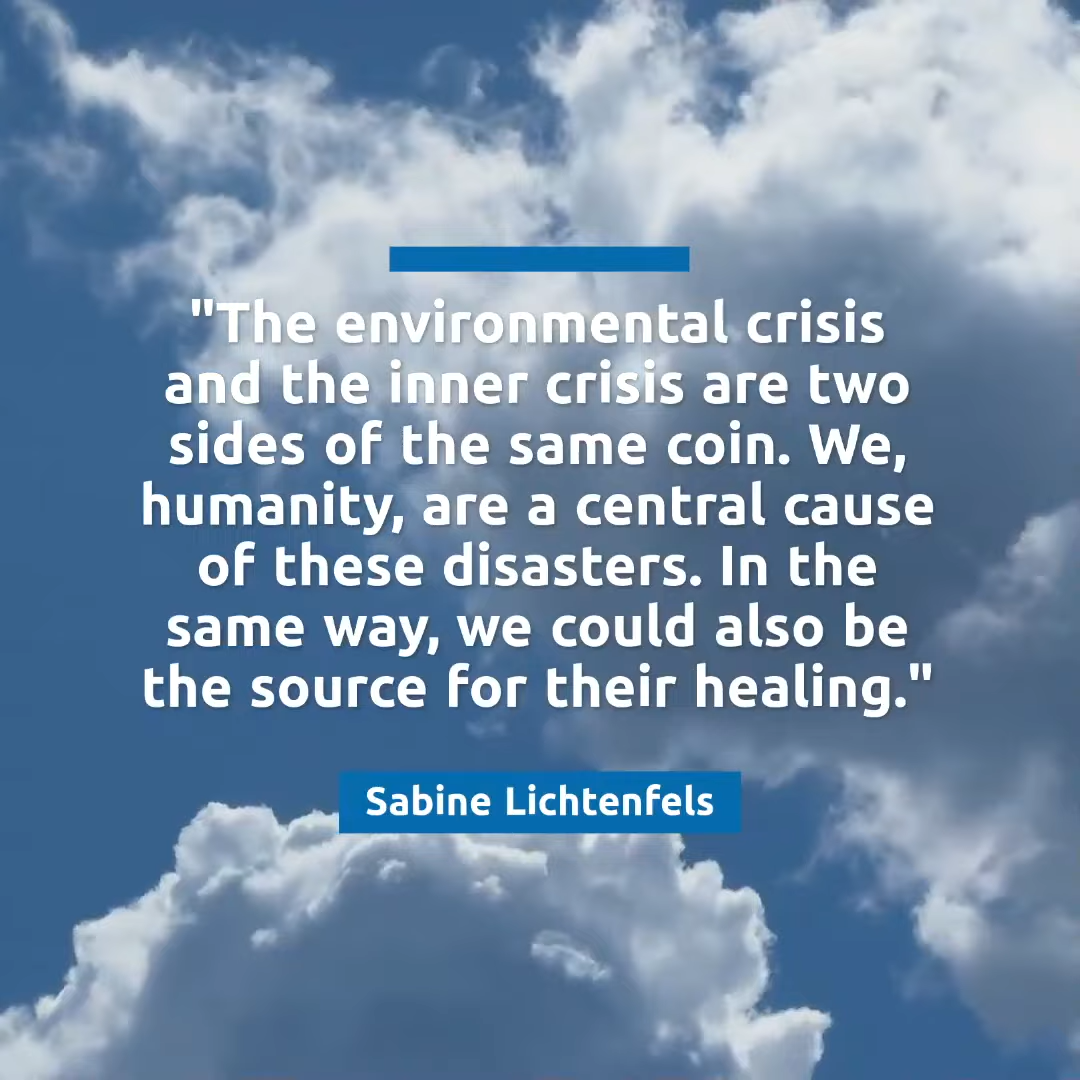 "The environmental crisis
and the inner crisis are two
sides of the same coin. We,
humanity, are a central cause
of these disasters. In the
same way, we could also be
the source for their healing."
Sabine Lichtenfels